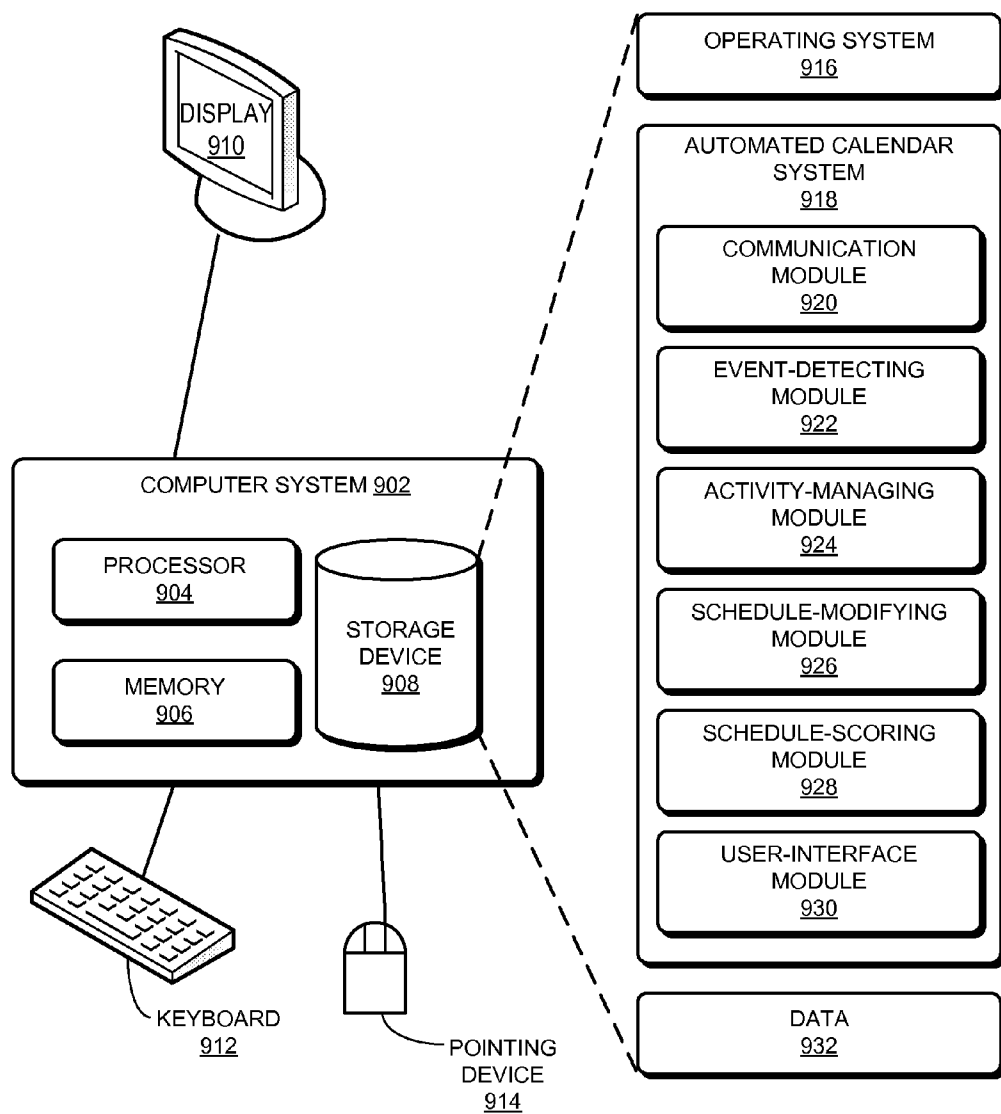 DISPLAY
910
COMPUTER SYSTEM 902
PROCESSOR
904
MEMORY
906
STORAGE
DEVICE
908
KEYBOARD
912
POINTING
DEVICE
914
OPERATING SYSTEM
916
AUTOMATED CALENDAR
SYSTEM
918
COMMUNICATION
MODULE
920
EVENT-DETECTING
MODULE
922
ACTIVITY-MANAGING
MODULE
924
SCHEDULE-MODIFYING
MODULE
926
SCHEDULE-SCORING
MODULE
928
USER-INTERFACE
MODULE
930
DATA
932